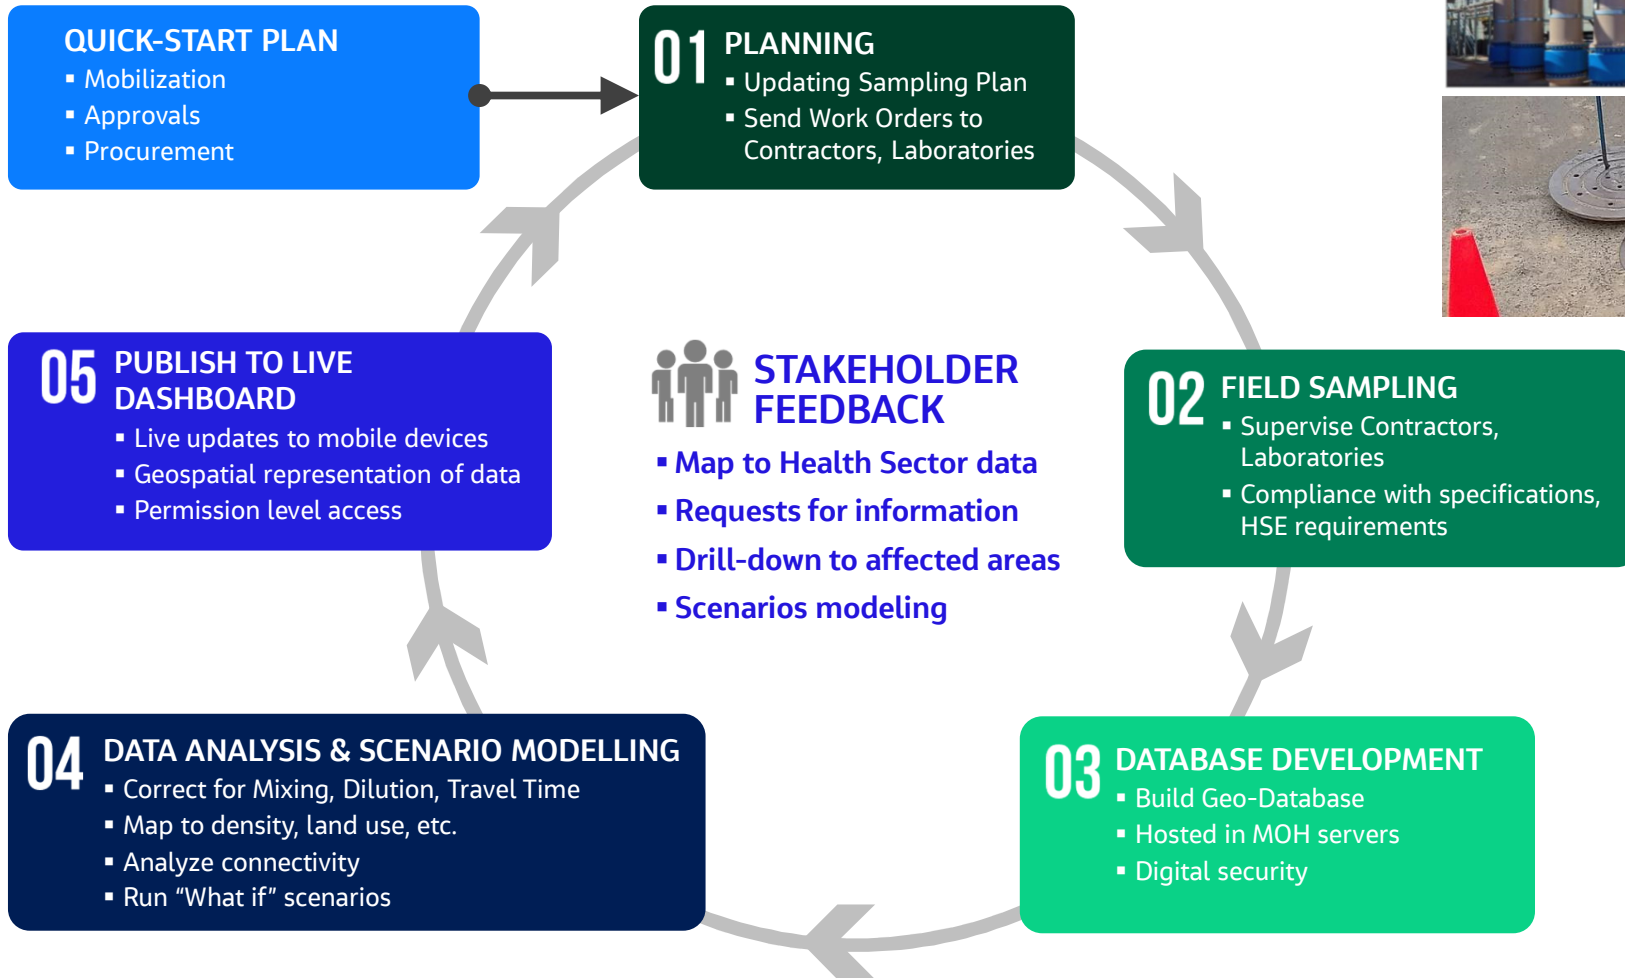 QUICK-START PLAN
▪ Mobilization
▪ Approvals
▪ Procurement
01 PLANNING
▪ Updating Sampling Plan
▪ Send Work Orders to
Contractors, Laboratories
02 FIELD SAMPLING
▪ Supervise Contractors,
Laboratories
▪ Compliance with specifications,
HSE requirements
03 DATABASE DEVELOPMENT
▪ Build Geo-Database
▪ Hosted in MOH servers
▪ Digital security
04 DATA ANALYSIS & SCENARIO MODELLING
▪ Correct for Mixing, Dilution, Travel Time
▪ Map to density, land use, etc.
▪ Analyze connectivity
▪ Run “What if” scenarios
05 PUBLISH TO LIVE
DASHBOARD
▪ Live updates to mobile devices
▪ Geospatial representation of data
▪ Permission level access
STAKEHOLDER
FEEDBACK
▪ Map to Health Sector data
▪ Requests for information
▪ Drill-down to affected areas
▪ Scenarios modeling